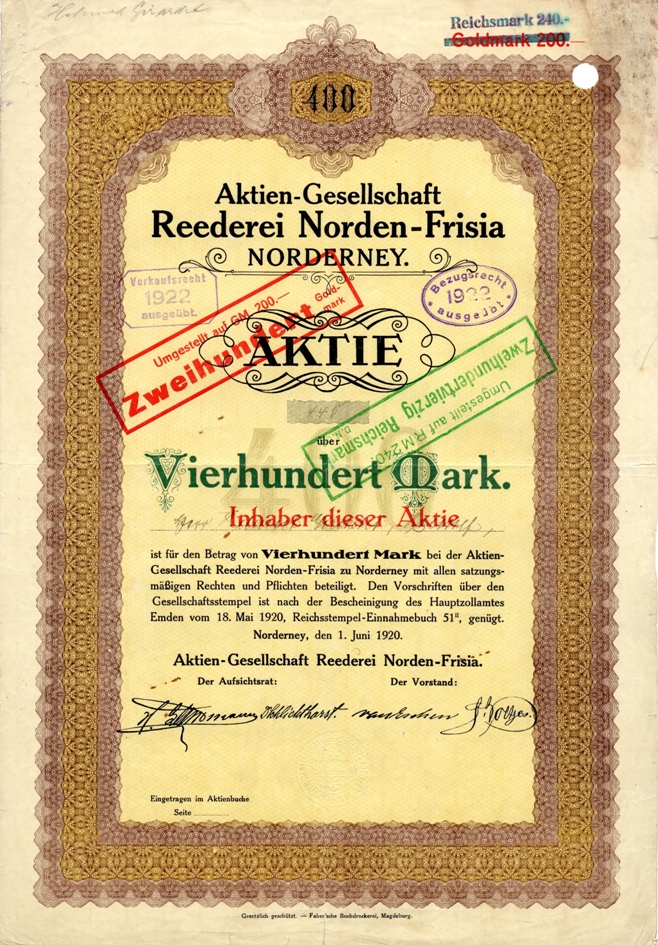 Reichsmark 240.-
Goldmark 200.-
400
Aktien-Gesellschaft
Reederei Norden-Frisia
NORDERNEY.
Verkaufsrecht
1922
ausgeübt.
Bezugsrecht
1922
ausgeübt
Umgestellt auf GM. 200.—
Zweihundert Goldmark
AKTIE
Umgestellt auf RM 240.
Zweihundertvierzig Reichsmark
über
400
Vierhundert Mark.
Inhaber dieser Aktie
Herr
ist für den Betrag von Vierhundert Mark bei der Aktien-
Gesellschaft Reederei Norden-Frisia zu Norderney mit allen satzungs-
mäßigen Rechten und Pflichten beteiligt. Den Vorschriften über den
Gesellschaftsstempel ist nach der Bescheinigung des Hauptzollamtes
Emden vom 18. Mai 1920, Reichsstempel-Einnahmebuch 51II, genügt.
Norderney, den 1. Juni 1920.
Aktien-Gesellschaft Reederei Norden-Frisia.
Der Aufsichtsrat: Der Vorstand:
Eingetragen im Aktienbuche
Seite
Gesetzlich geschützt. — Faber'sche Buchdruckerei, Magdeburg.